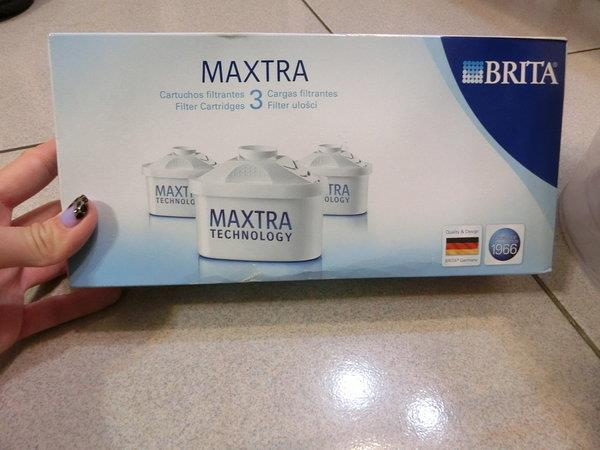 MAXTRA
BRITA®
Cartuchos filtrantes 3 Cargas filtrantes
Filter Cartridges Filter ulošci
MAXTRA
TECHNOLOGY
MAXTRA
TECHNOLOGY
TRA
OLOGY
Quality & Design
BRITA® Germany
1966